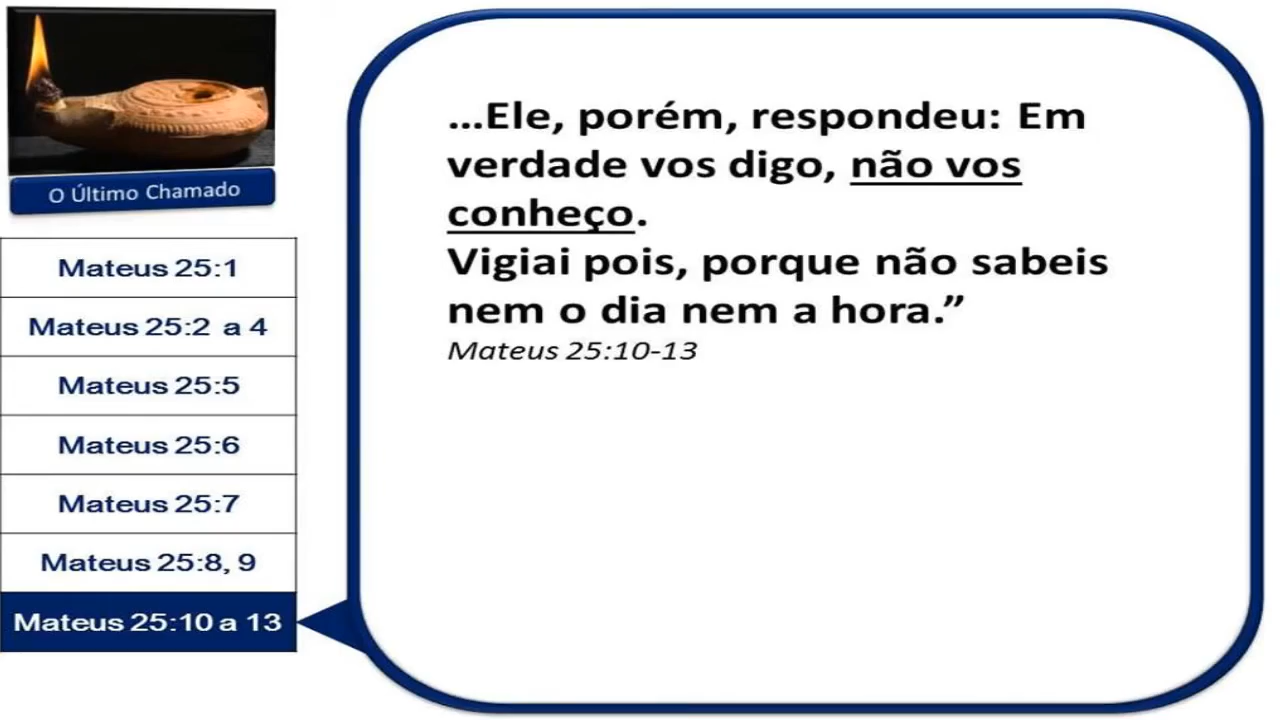 O Último Chamado
Mateus 25:1
Mateus 25:2 a 4
Mateus 25:5
Mateus 25:6
Mateus 25:7
Mateus 25:8, 9
Mateus 25:10 a 13
...Ele, porém, respondeu: Em
verdade vos digo, não vos
conheço.
Vigiai pois, porque não sabeis
nem o dia nem a hora.”
Mateus 25:10-13